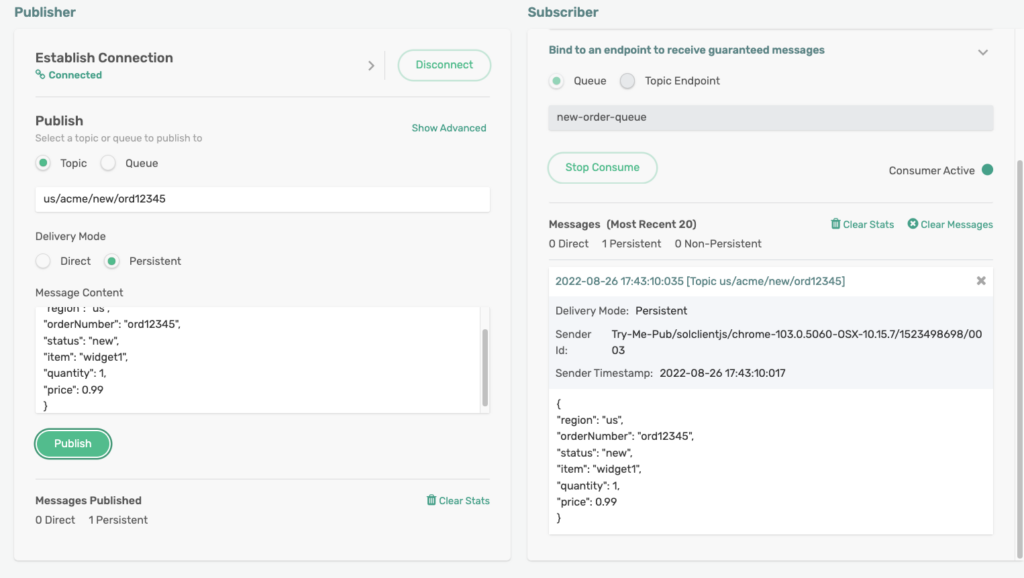 Publisher
Establish Connection
Connected
Disconnect
Publish
Select a topic or queue to publish to
Show Advanced
Topic
Queue
us/acme/new/ord12345
Delivery Mode
Direct
Persistent
Message Content
"region": "us",
"orderNumber": "ord12345",
"status": "new",
"item": "widget1",
"quantity": 1,
"price": 0.99
}
Publish
Messages Published
Clear Stats
0 Direct 1 Persistent
Subscriber
Bind to an endpoint to receive guaranteed messages
Queue
Topic Endpoint
new-order-queue
Stop Consume
Consumer Active
Messages (Most Recent 20)
Clear Stats
Clear Messages
0 Direct 1 Persistent 0 Non-Persistent
2022-08-26 17:43:10:035 [Topic us/acme/new/ord12345]
Delivery Mode: Persistent
Sender Try-Me-Pub/solclientjs/chrome-103.0.5060-OSX-10.15.7/1523498698/00
Id: 03
Sender Timestamp: 2022-08-26 17:43:10:017
{
"region": "us",
"orderNumber": "ord12345",
"status": "new",
"item": "widget1",
"quantity": 1,
"price": 0.99
}